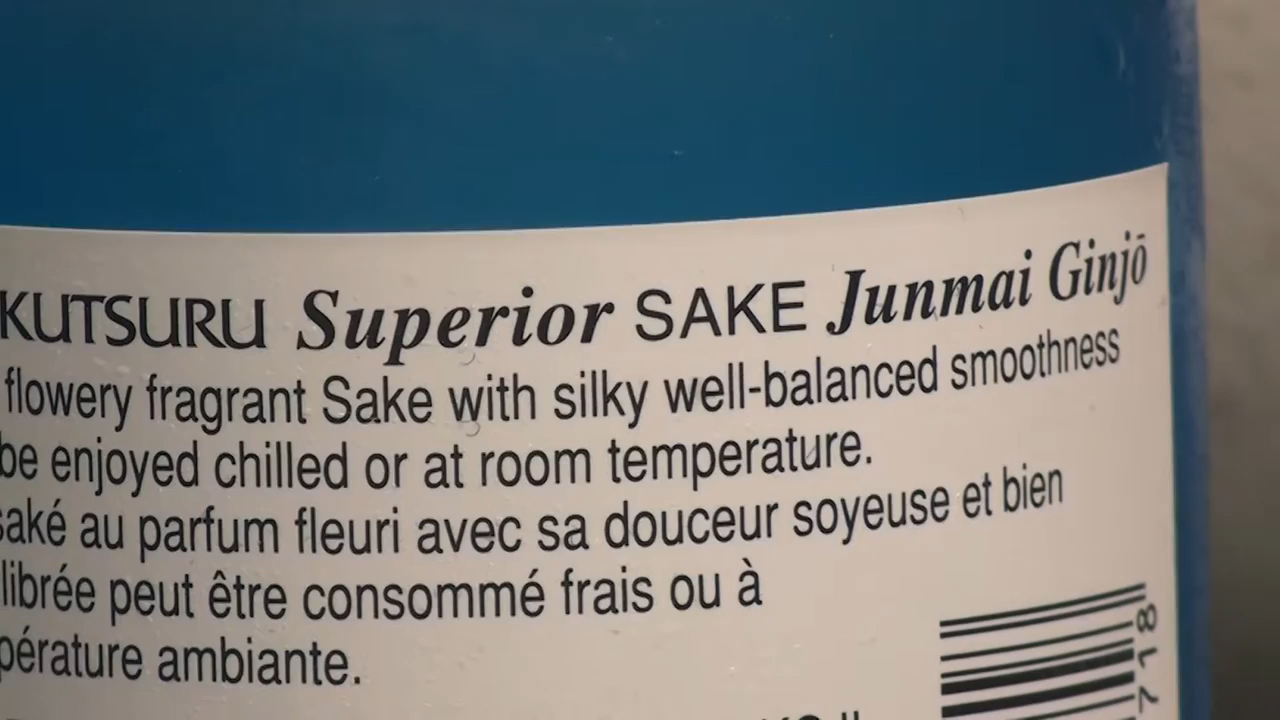 KUTSURU Superior SAKE Junmai Ginjō
flowery fragrant Sake with silky well-balanced smoothness
be enjoyed chilled or at room temperature.
saké au parfum fleuri avec sa douceur soyeuse et bien
librée peut être consommé frais ou à
pérature ambiante.
718